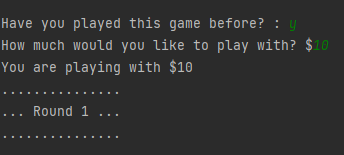 Have you played this game before? : y
How much would you like to play with? $10
You are playing with $10
...............
... Round 1 ...
...............